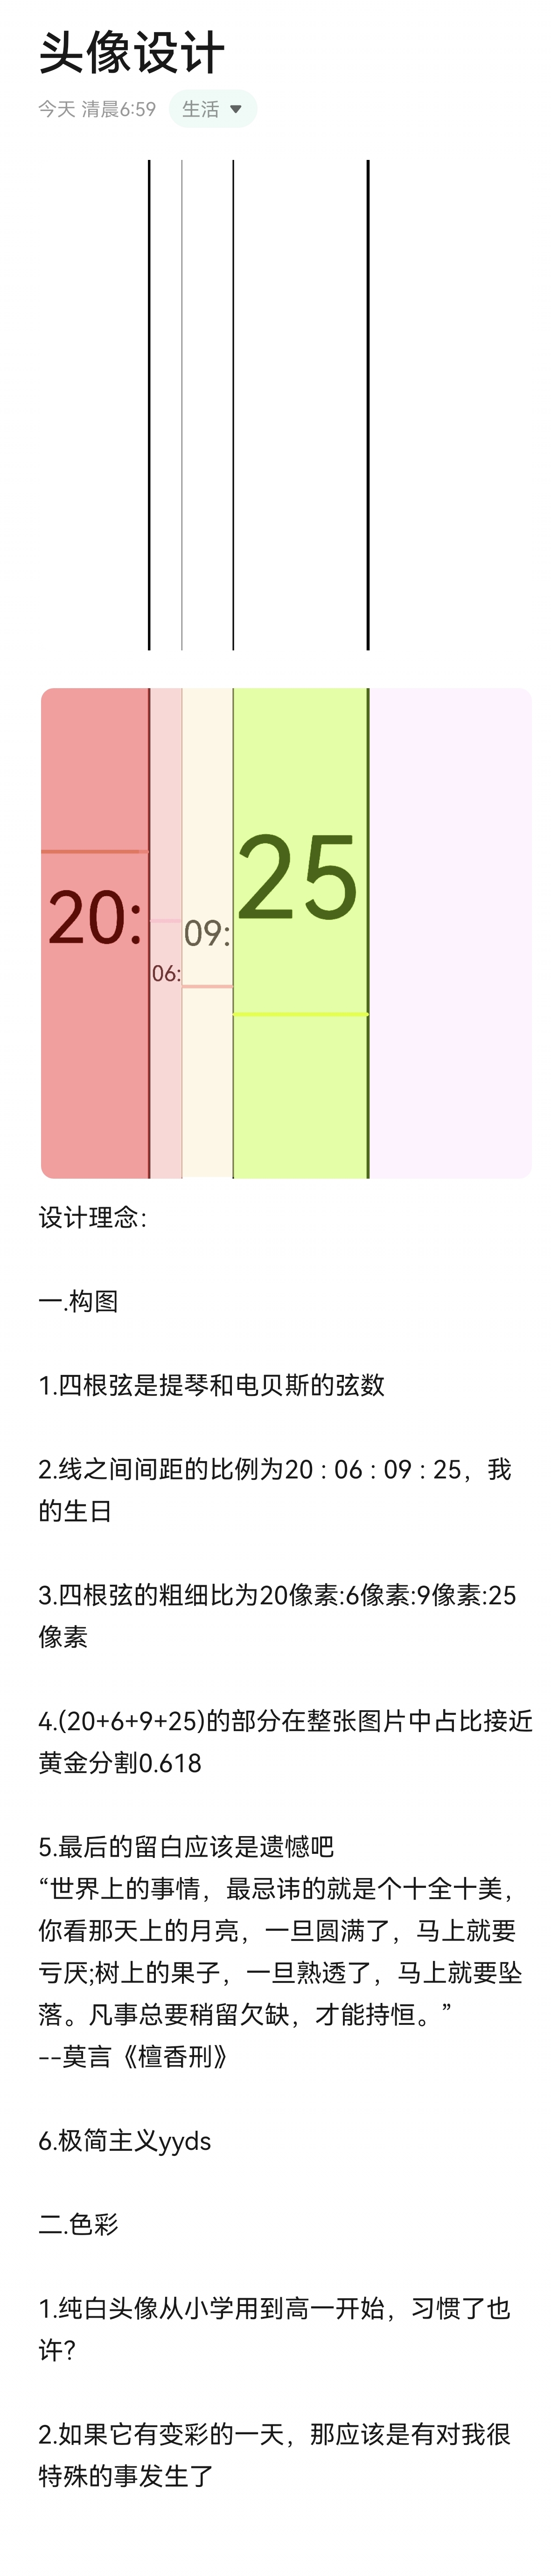 头像设计
今天 清晨6:59 生活
20:
06:
09:
25
设计理念：
一.构图
1.四根弦是提琴和电贝斯的弦数
2.线之间间距的比例为20 : 06 : 09 : 25，我
的生日
3.四根弦的粗细比为20像素:6像素:9像素:25
像素
4.(20+6+9+25)的部分在整张图片中占比接近
黄金分割0.618
5.最后的留白应该是遗憾吧
“世界上的事情，最忌讳的就是个十全十美，
你看那天上的月亮，一旦圆满了，马上就要
亏厌;树上的果子，一旦熟透了，马上就要坠
落。凡事总要稍留欠缺，才能持恒。”
--莫言《檀香刑》
6.极简主义yyds
二.色彩
1.纯白头像从小学用到高一开始，习惯了也
许？
2.如果它有变彩的一天，那应该是有对我很
特殊的事发生了